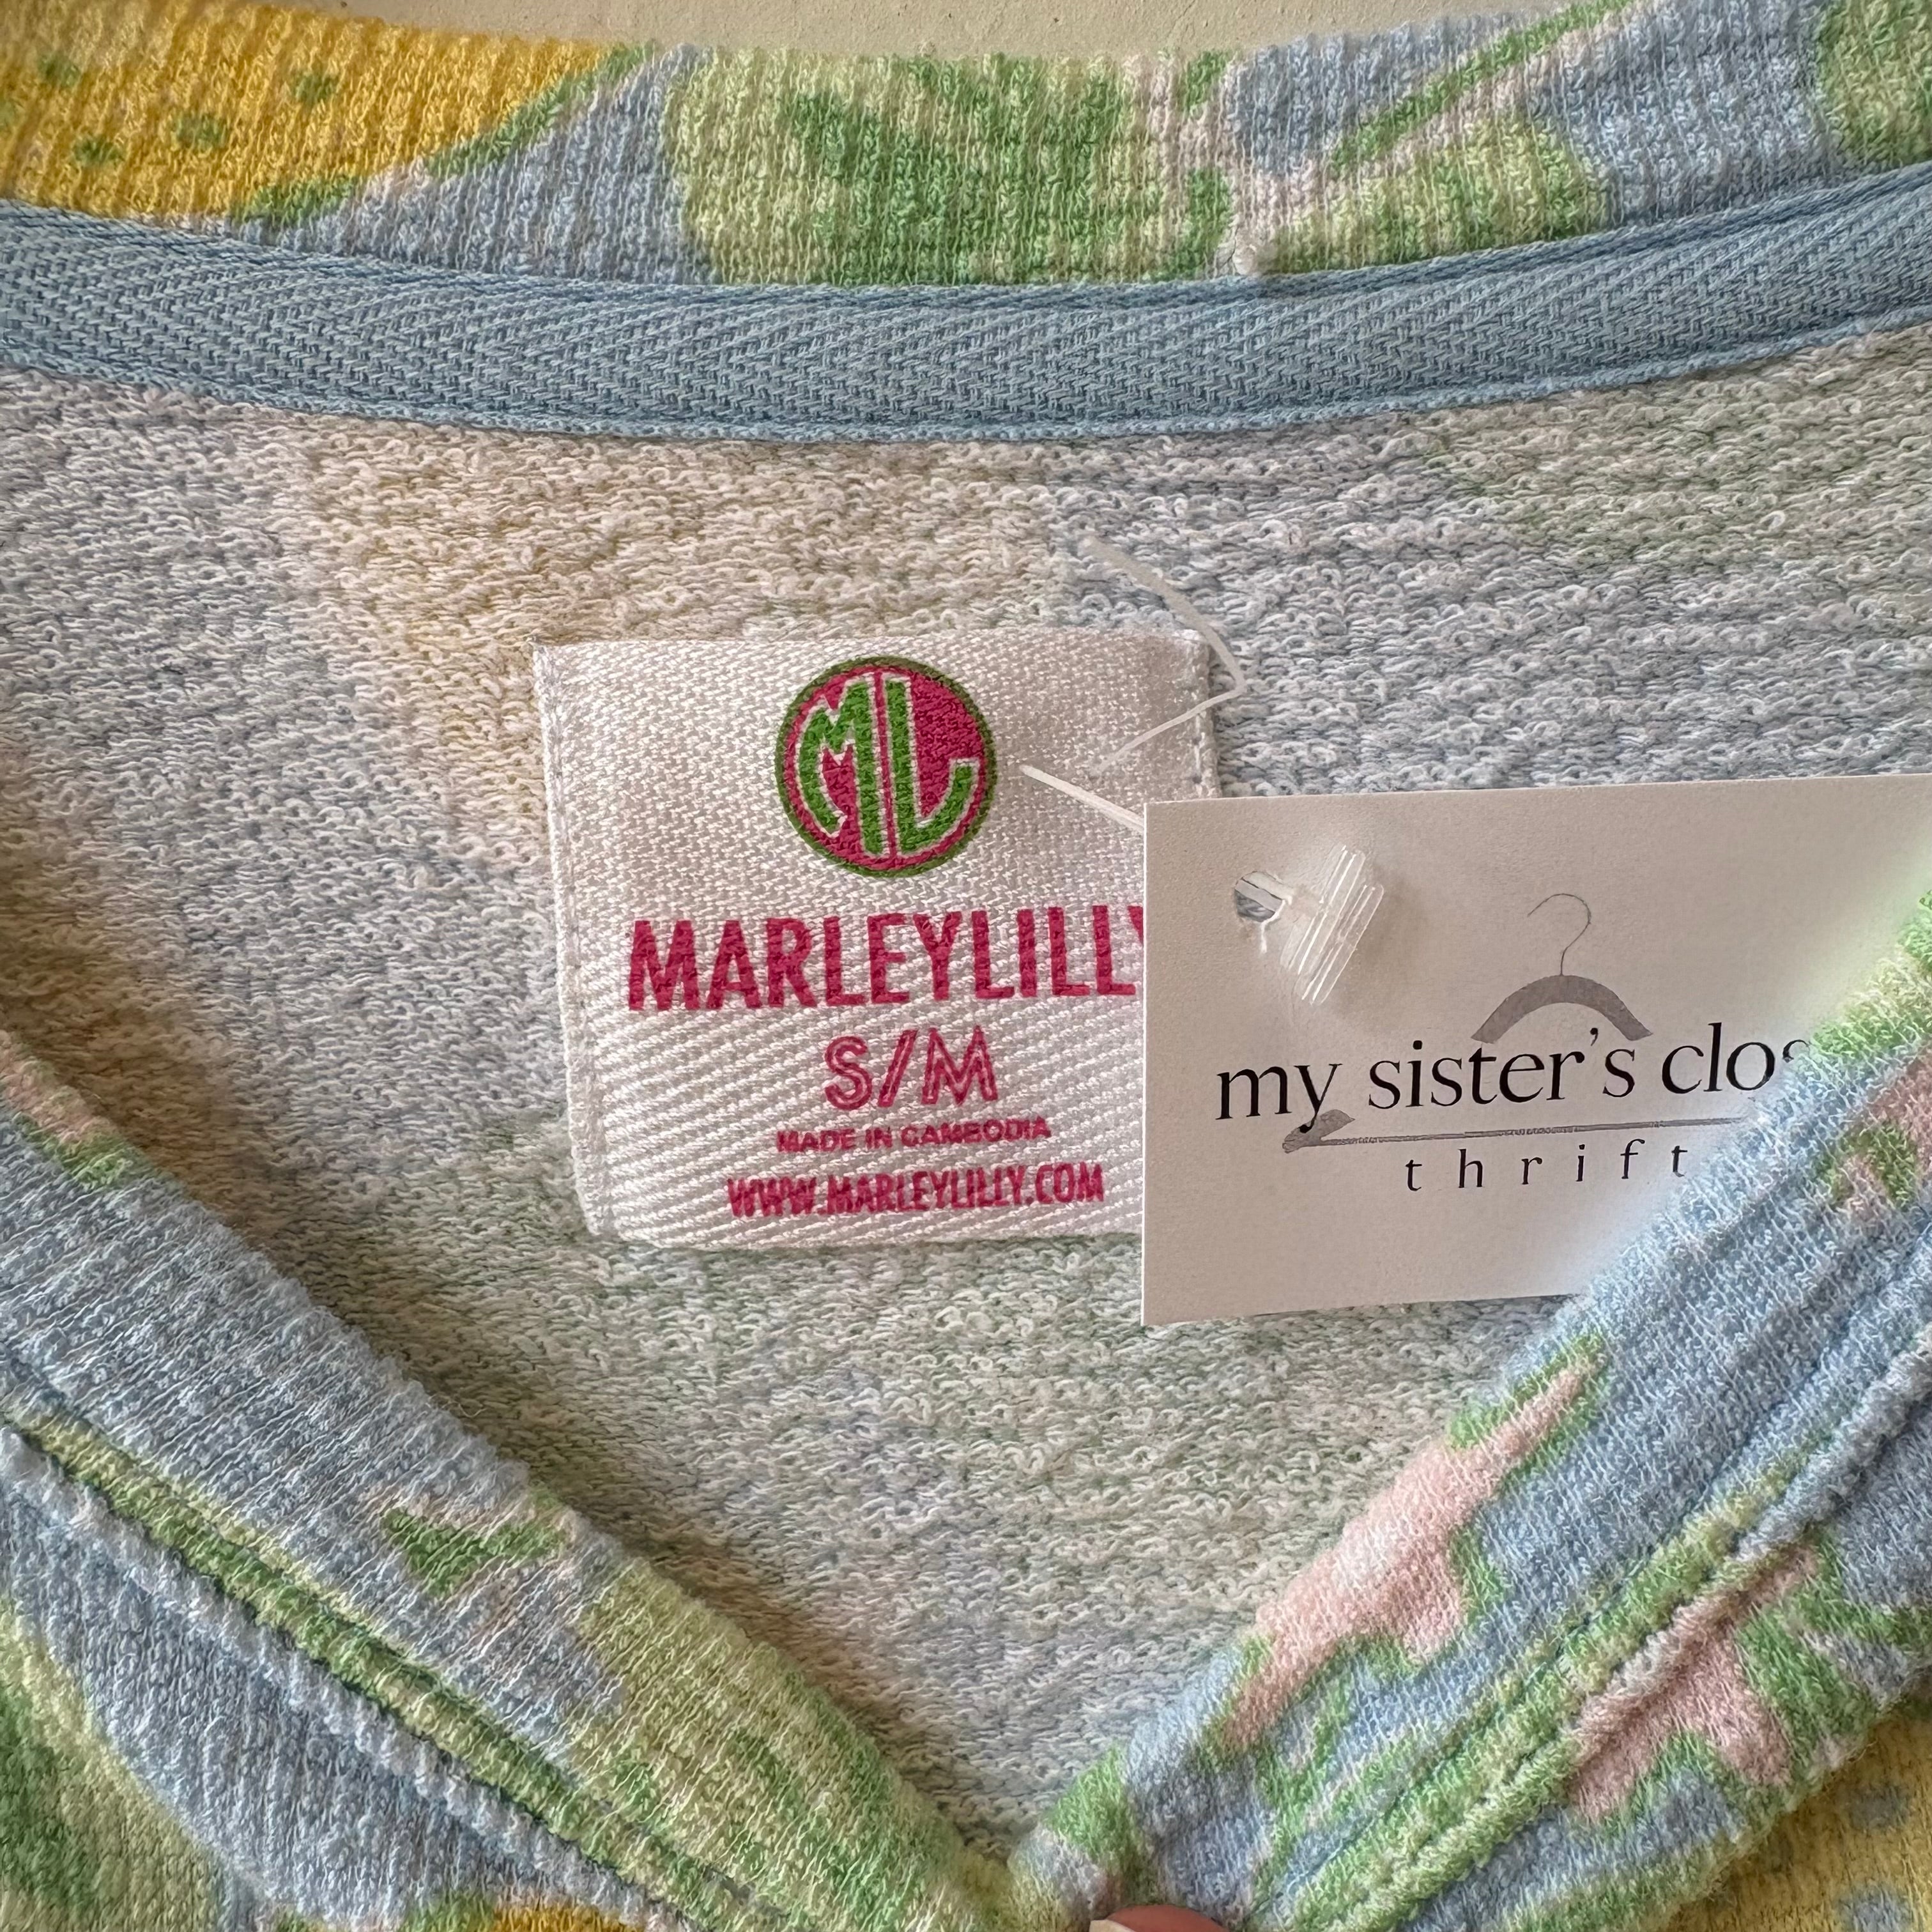 ML
MARLEYLILLY
S/M
MADE IN CAMBODIA
WWW.MARLEYLILLY.COM
my sister's clos
thrift